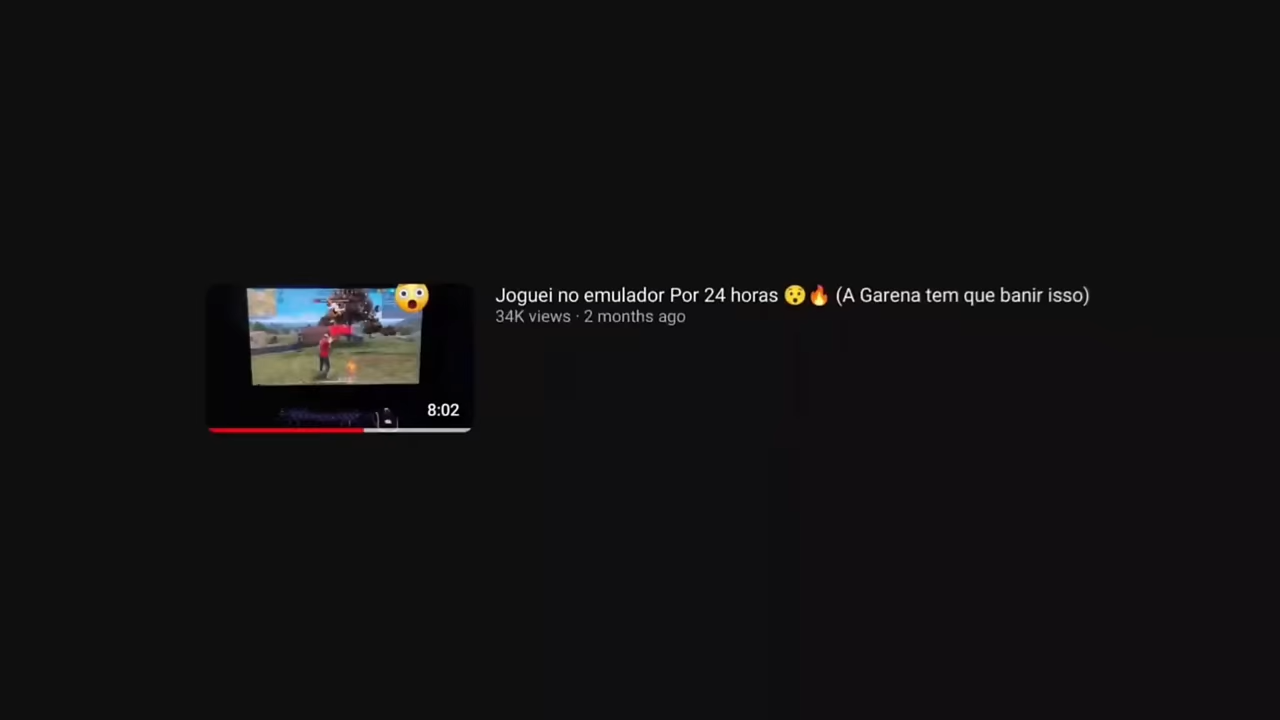 Joguei no emulador Por 24 horas 😯🔥 (A Garena tem que banir isso)
34K views · 2 months ago
8:02